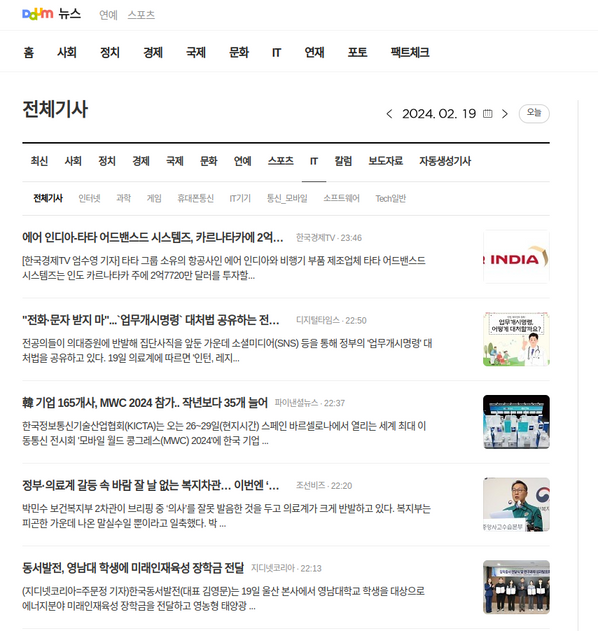 Daum 뉴스 연예 스포츠
홈 사회 정치 경제 국제 문화 IT 연재 포토 팩트체크
전체기사
< 2024. 02. 19 > 오늘
최신 사회 정치 경제 국제 문화 연예 스포츠 IT 칼럼 보도자료 자동생성기사
전체기사 인터넷 과학 게임 휴대폰통신 IT기기 통신_모바일 소프트웨어 Tech일반
에어 인디아-타타 어드밴스드 시스템즈, 카르나타카에 2억... 한국경제TV · 23:46
[한국경제TV 엄수영 기자] 타타 그룹 소유의 항공사인 에어 인디아와 비행기 부품 제조업체 타타 어드밴스드
시스템즈는 인도 카르나타카 주에 2억7720만 달러를 투자할...
R INDIA
"전화·문자 받지 마"...`업무개시명령` 대처법 공유하는 전... 디지털타임스 · 22:50
전공의들이 의대증원에 반발해 집단사직을 앞둔 가운데 소셜미디어(SNS) 등을 통해 정부의 '업무개시명령' 대
처법을 공유하고 있다. 19일 의료계에 따르면 '인턴, 레지...
업무개시명령,
어떻게 대처할까요?
韓 기업 165개사, MWC 2024 참가.. 작년보다 35개 늘어 파이낸셜뉴스 · 22:37
한국정보통신기술산업협회(KICTA)는 오는 26~29일(현지시간) 스페인 바르셀로나에서 열리는 세계 최대 이
동통신 전시회 '모바일 월드 콩그레스(MWC) 2024'에 한국 기업 ...
정부·의료계 갈등 속 바람 잘 날 없는 복지차관… 이번엔 ‘... 조선비즈 · 22:20
박민수 보건복지부 2차관이 브리핑 중 '의사'를 잘못 발음한 것을 두고 의료계가 크게 반발하고 있다. 복지부는
피곤한 가운데 나온 말실수일 뿐이라고 일축했다. 박 ...
중앙사고수습본부
동서발전, 영남대 학생에 미래인재육성 장학금 전달 지디넷코리아 · 22:13
(지디넷코리아=주문정 기자)한국동서발전(대표 김영문)는 19일 울산 본사에서 영남대학교 학생을 대상으로
에너지분야 미래인재육성 장학금을 전달하고 영농형 태양광 ...